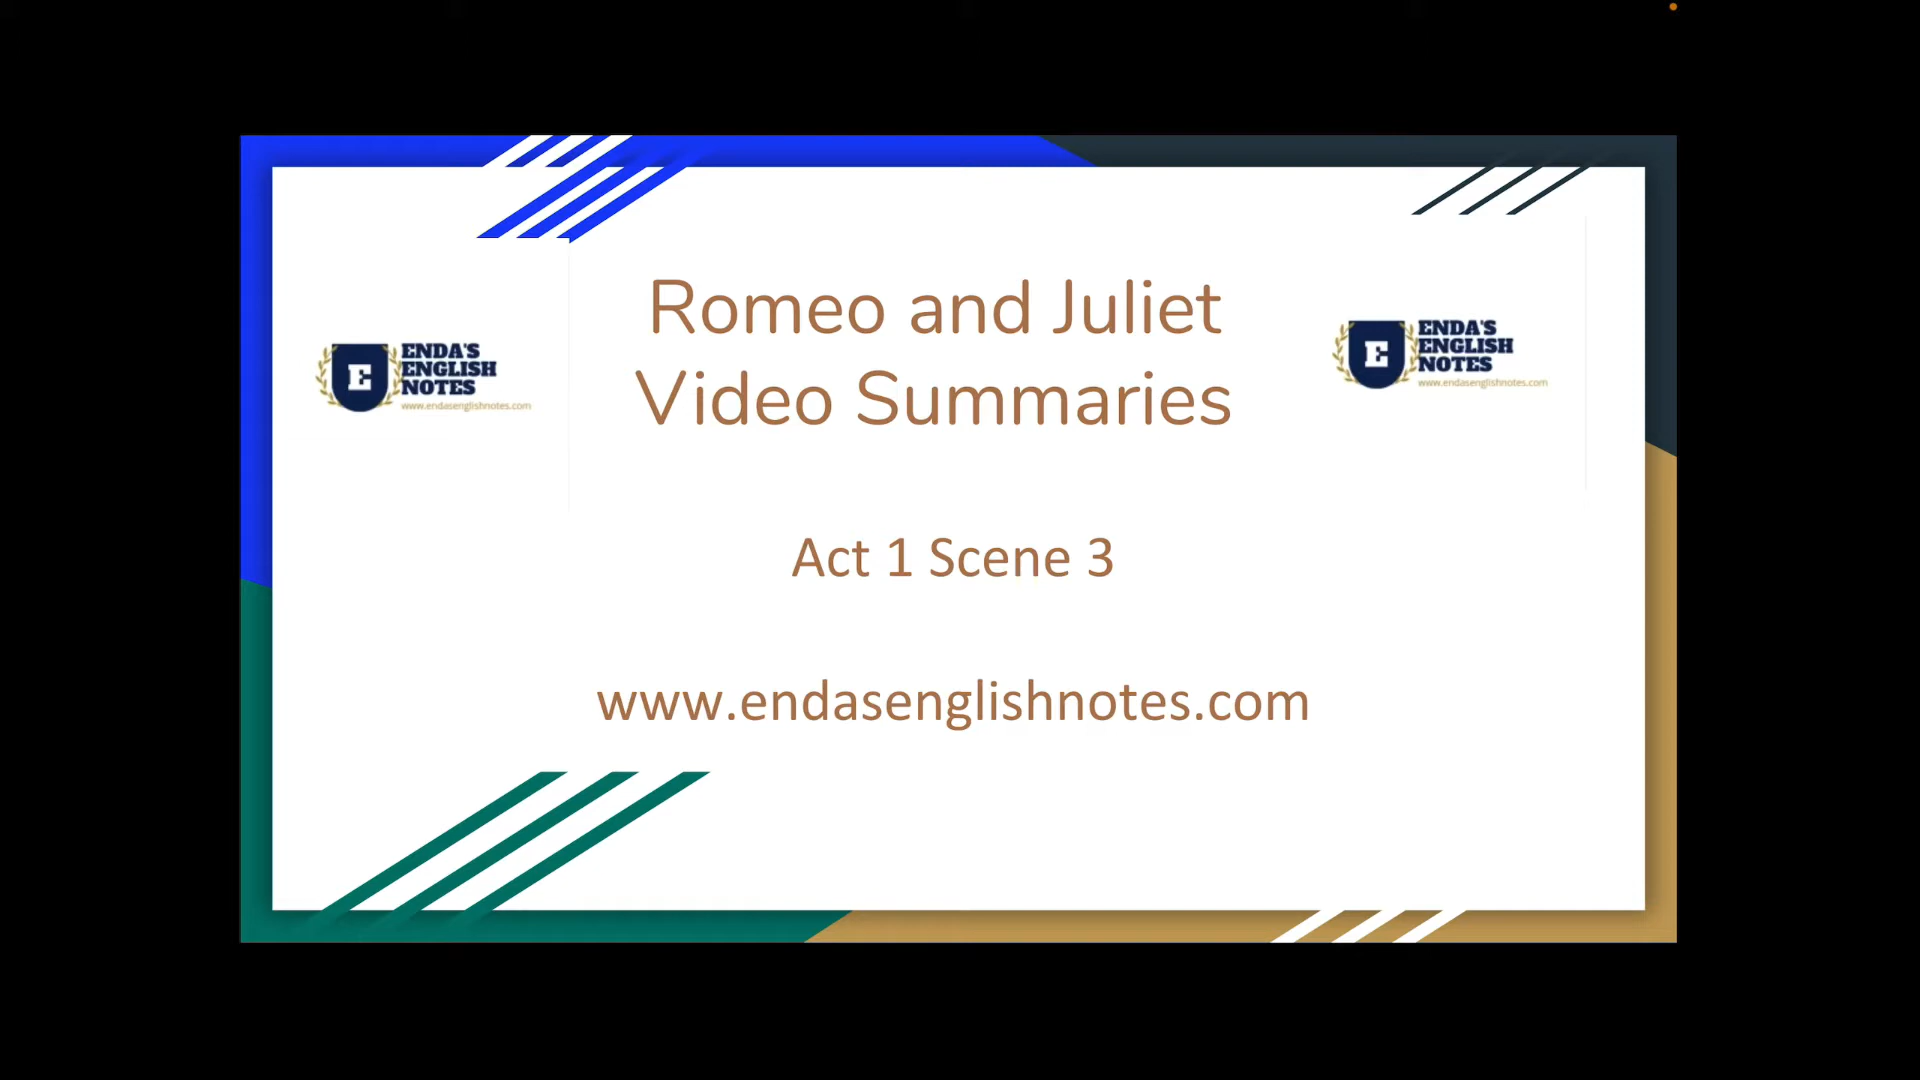 Romeo and Juliet
Video Summaries
E
ENDA'S
ENGLISH
NOTES
www.endasenglishnotes.com
E
ENDA'S
ENGLISH
NOTES
www.endasenglishnotes.com
Act 1 Scene 3
www.endasenglishnotes.com